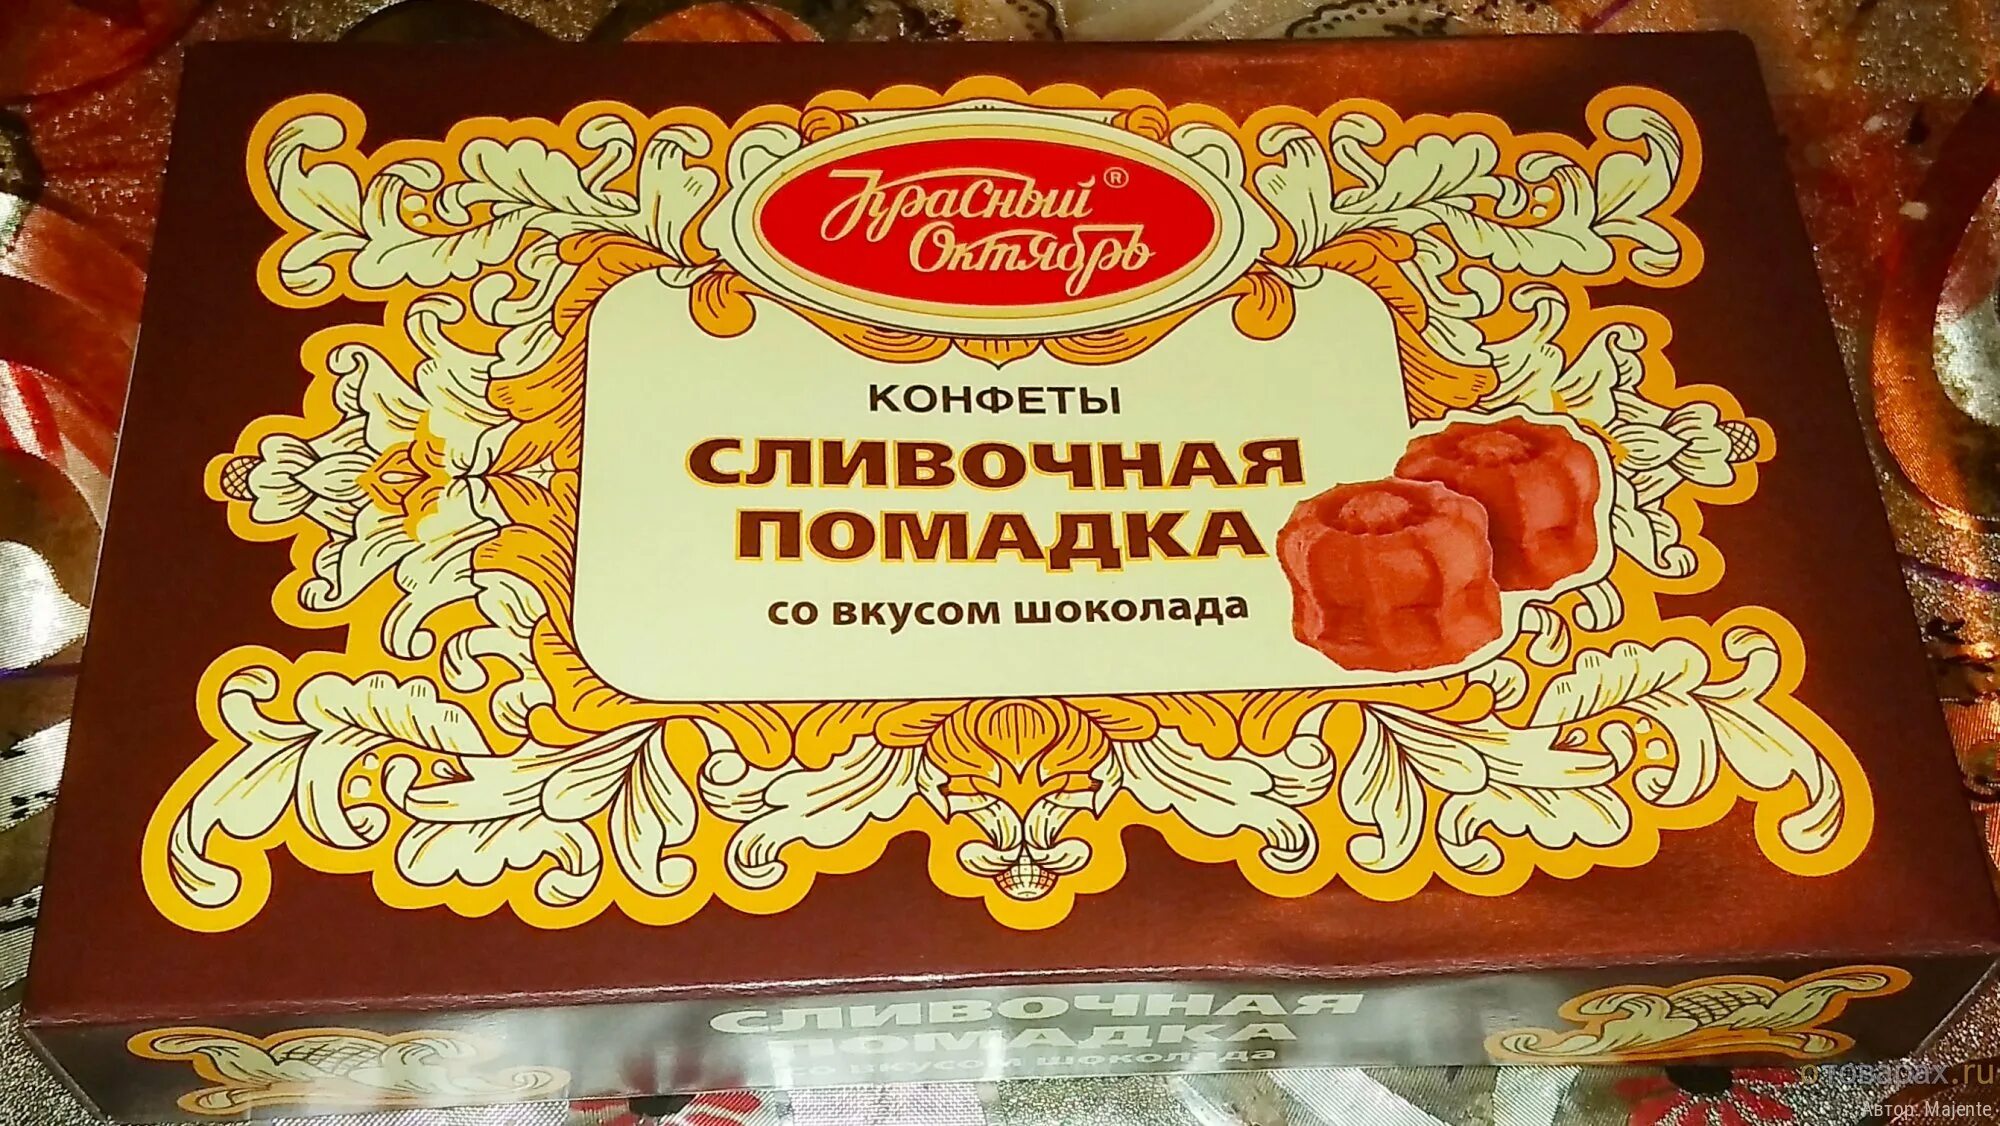 Красный ®
Октябрь
КОНФЕТЫ
СЛИВОЧНАЯ
ПОМАДКА
со вкусом шоколада
СЛИВОЧНАЯ
ПОМАДКА
со вкусом шоколада
отоварах.ru
Автор: Majente